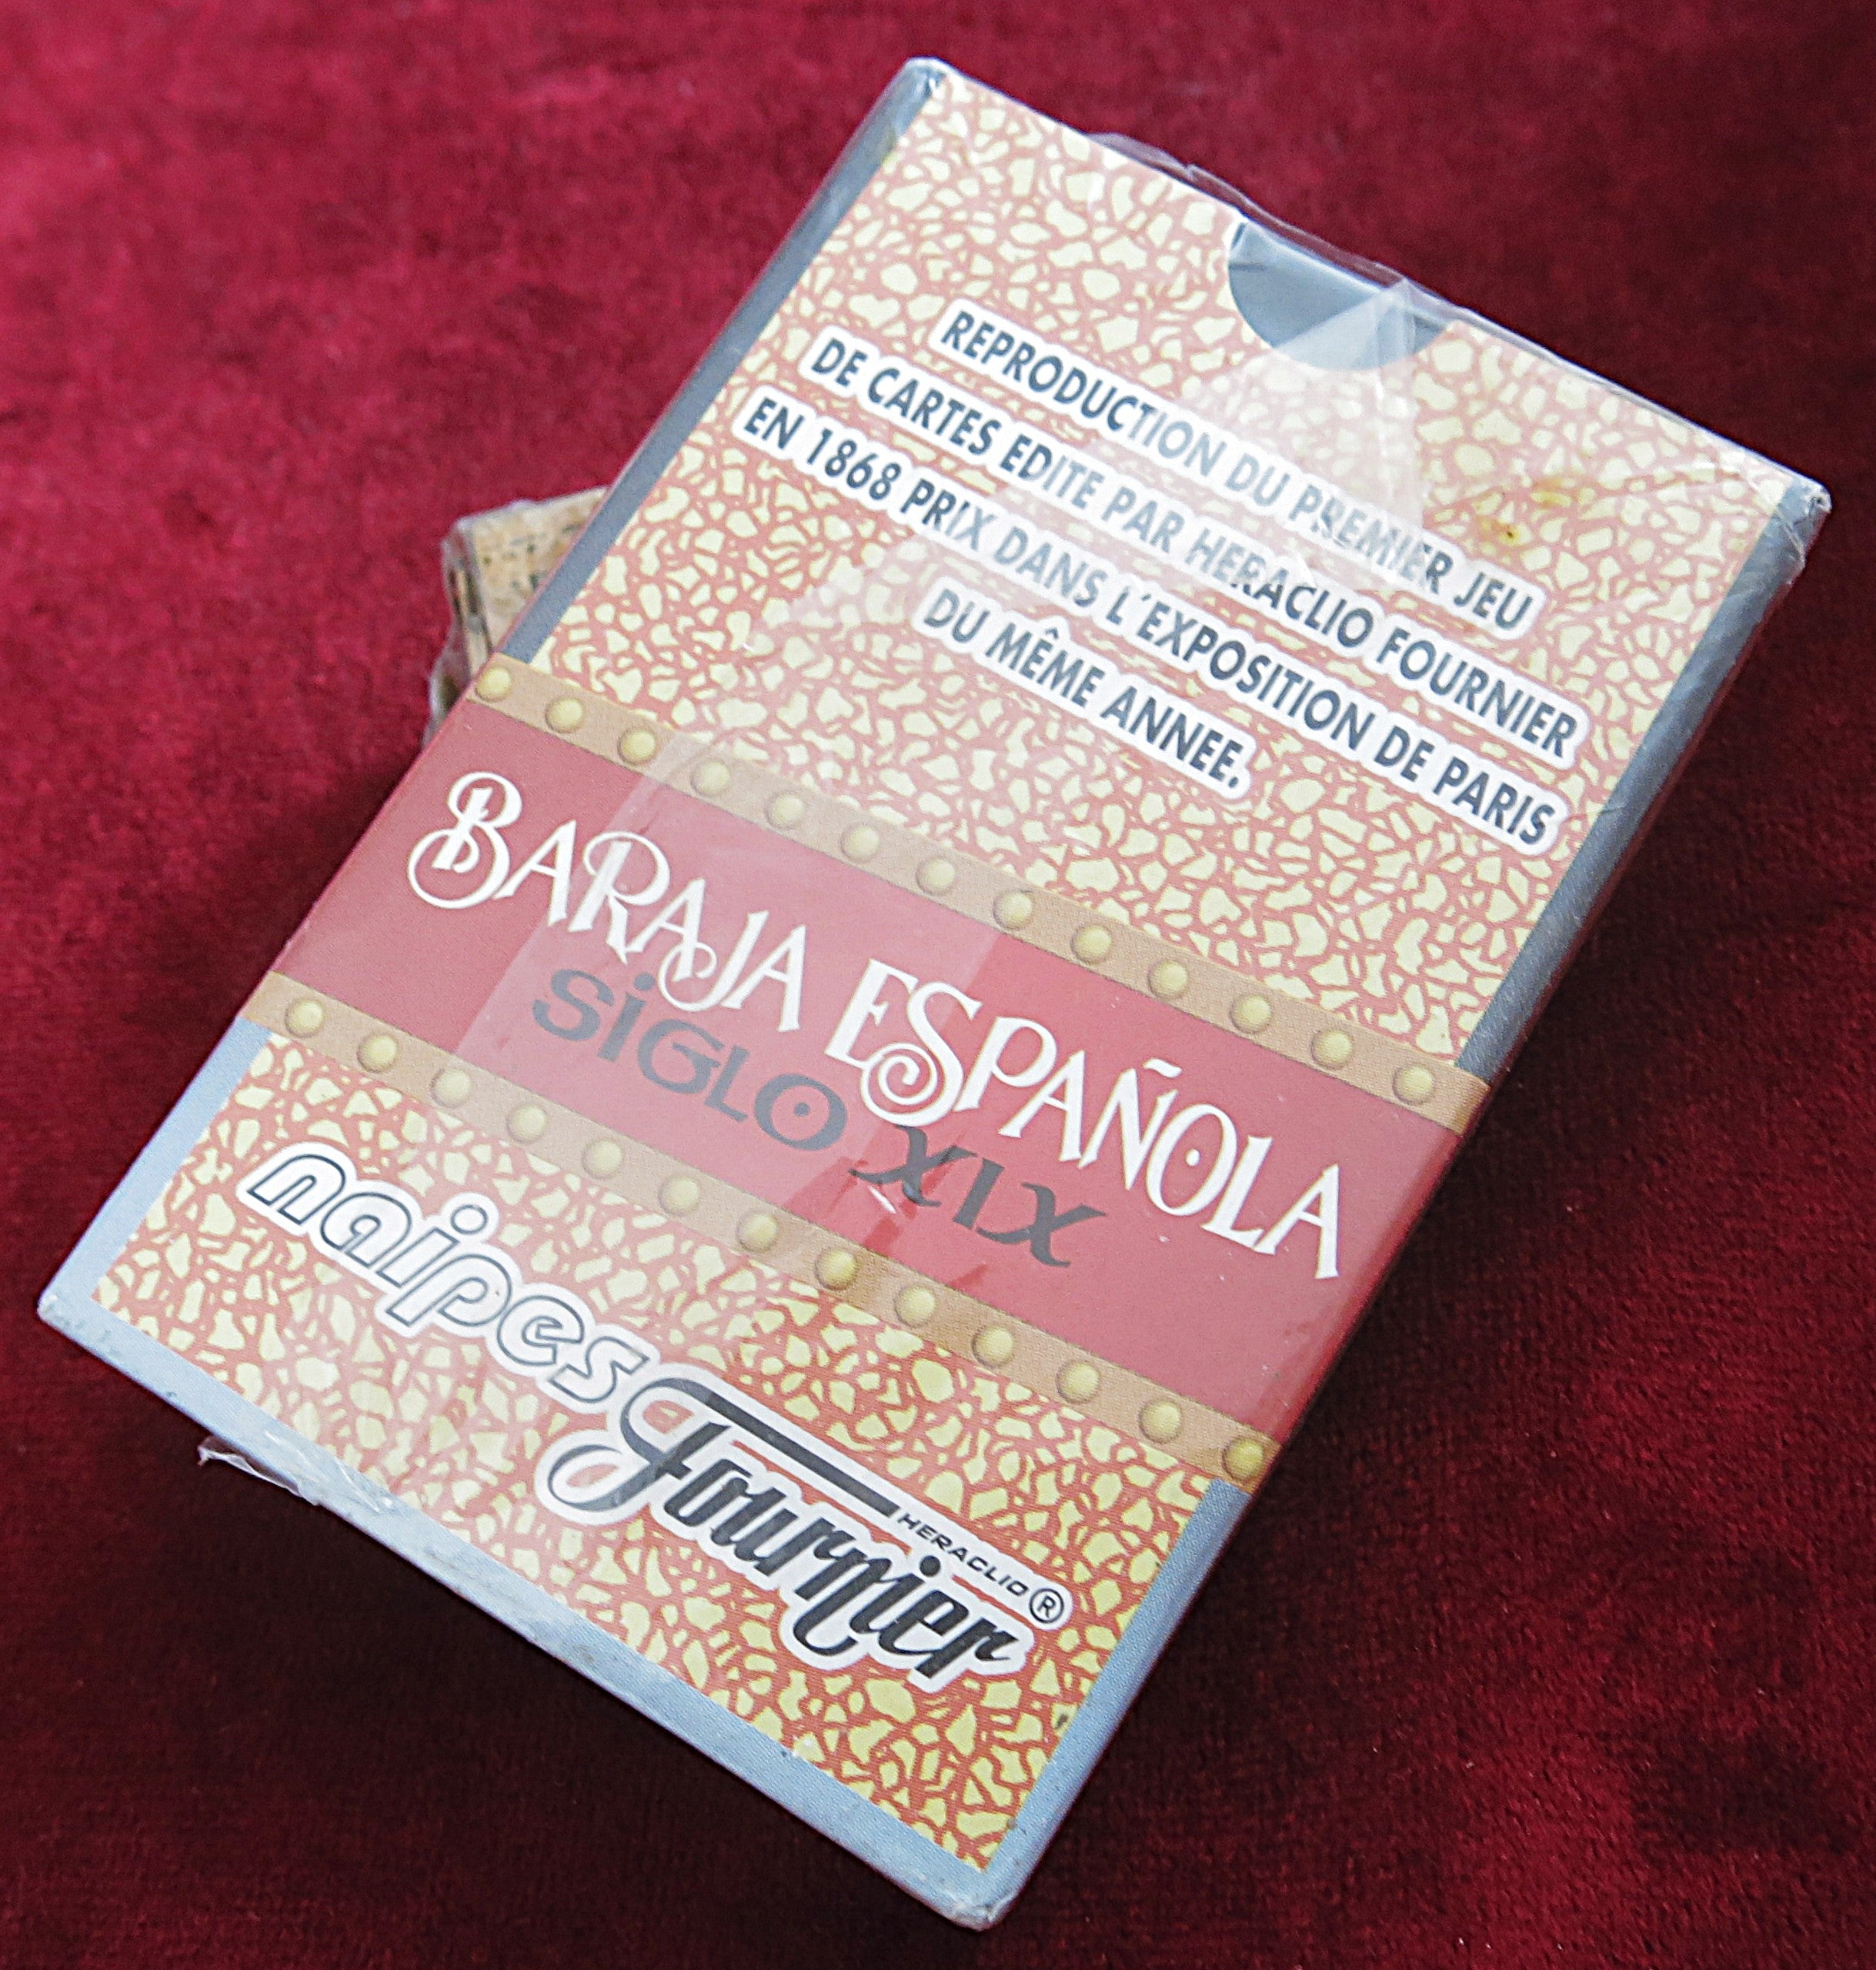 REPRODUCTION DU PREMIER JEU
DE CARTES EDITE PAR HERACLIO FOURNIER
EN 1868 PRIX DANS L´EXPOSITION DE PARIS
DU MÊME ANNEE.
BARAJA ESPAÑOLA
SiGLO XIX
naipes
HERACLIO ®
Fournier